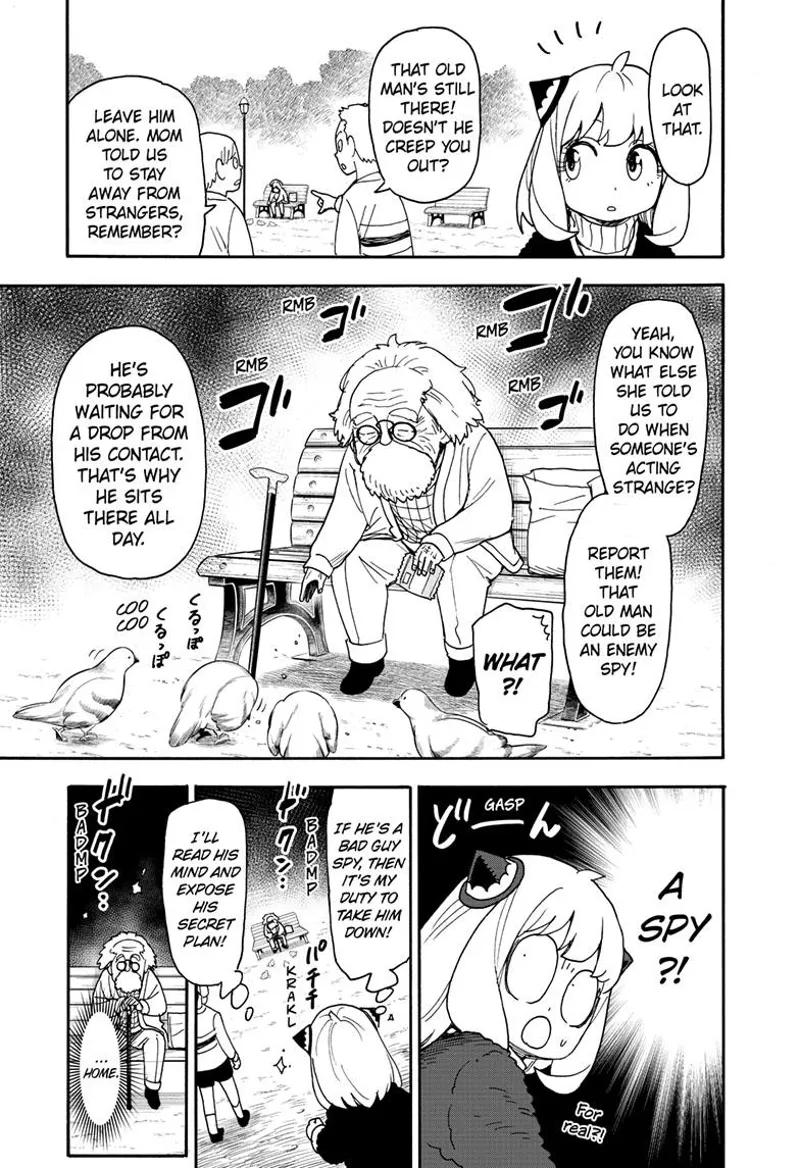 LOOK
AT
THAT.
THAT OLD
MAN'S STILL
THERE!
DOESN'T HE
CREEP YOU
OUT?
LEAVE HIM
ALONE. MOM
TOLD US
TO STAY
AWAY FROM
STRANGERS,
REMEMBER?
YEAH,
YOU KNOW
WHAT ELSE
SHE TOLD
US TO
DO WHEN
SOMEONE'S
ACTING
STRANGE?
REPORT
THEM!
THAT
OLD MAN
COULD BE
AN ENEMY
SPY!
RMB
ゴ
RMB
ゴ
RMB
ゴ
RMB
ゴ
HE'S
PROBABLY
WAITING FOR
A DROP FROM
HIS CONTACT.
THAT'S WHY
HE SITS
THERE ALL
DAY.
WHAT
?!
くるっぽ
くるっぽ
COO
COO
GASP
どーん
A
SPY
?!
For
real?!
IF HE'S A
BAD GUY
SPY, THEN
IT'S MY
DUTY TO
TAKE HIM
DOWN!
I'LL
READ HIS
MIND AND
EXPOSE
HIS
SECRET
PLAN!
ドクン…
BADMP
パチチ
KRAKL
ドクン…
BADMP
...
HOME.